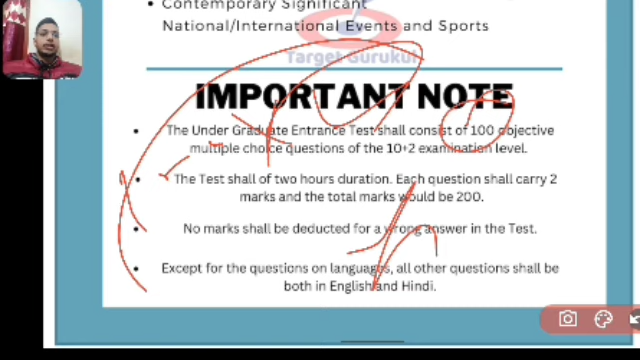 Contemporary Significant
National/International Events and Sports
Target Gurukul
IMPORTANT NOTE
The Under Graduate Entrance Test shall consist of 100 objective
multiple choice questions of the 10+2 examination level.
The Test shall of two hours duration. Each question shall carry 2
marks and the total marks would be 200.
No marks shall be deducted for a wrong answer in the Test.
Except for the questions on languages, all other questions shall be
both in English and Hindi.